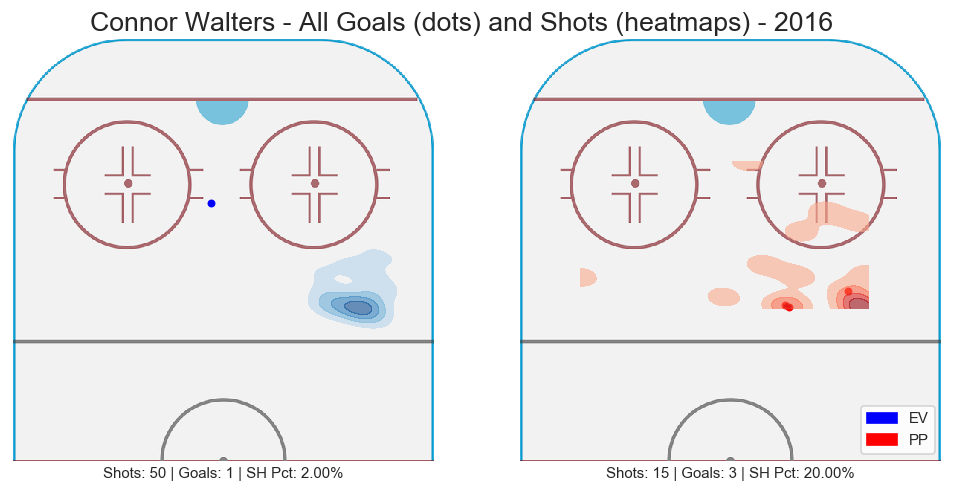 Connor Walters - All Goals (dots) and Shots (heatmaps) - 2016
EV
PP
Shots: 50 | Goals: 1 | SH Pct: 2.00%
Shots: 15 | Goals: 3 | SH Pct: 20.00%